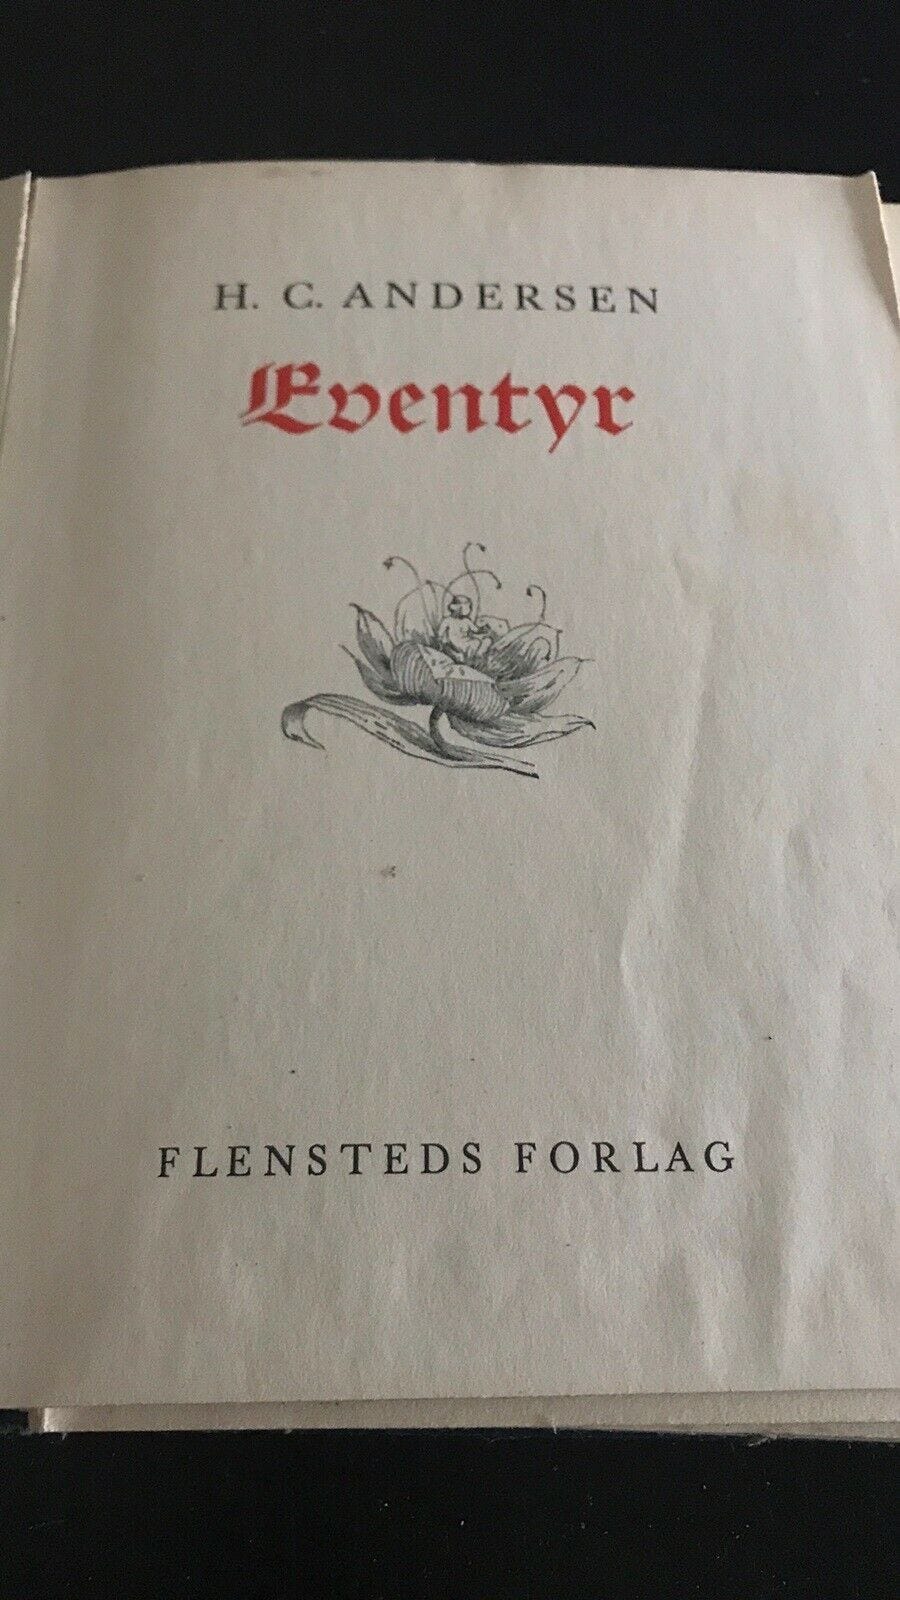 H. C. ANDERSEN
Eventyr
FLENSTEDS FORLAG